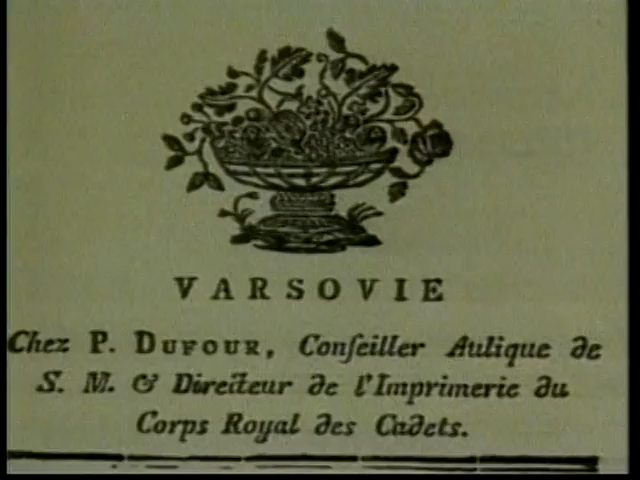 VARSOVIE
Chez P. DUFOUR, Conſeiller Aulique de
S. M. & Directeur de l'Imprimerie du
Corps Royal des Cadets.